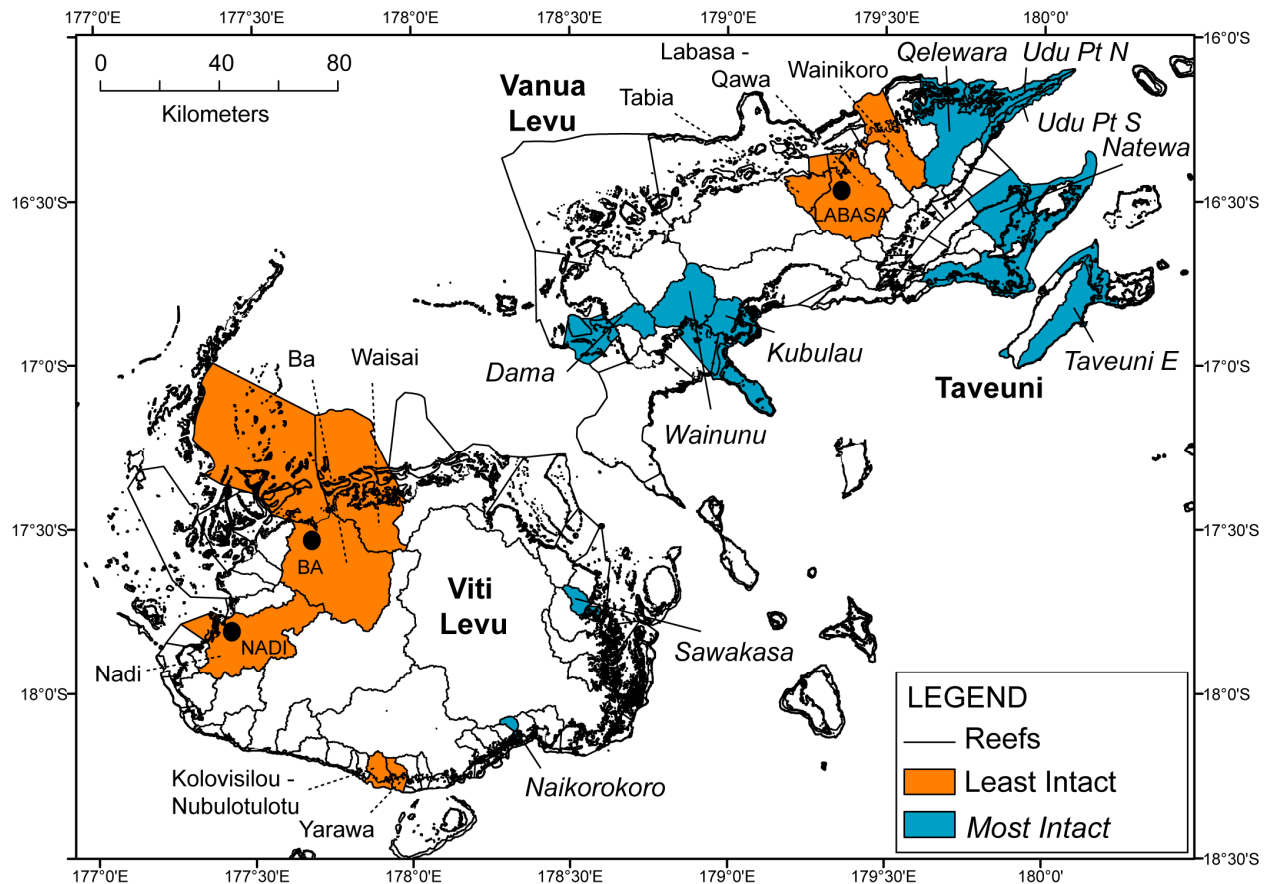 177°0'E 177°30'E 178°0'E 178°30'E 179°0'E 179°30'E 180°0'
0 40 60 80
Kilometers
16°0'S
16°0'S
Vanua
Levu
Labasa -
Qawa
Tabia
Wainikoro
Qelewara
Udu Pt N
Udu Pt S
Natewa
LABASA
16°30'S
16°30'S
Ba
Waisai
Dama
Kubulau
Wainunu
Taveuni E
Taveuni
17°0'S
17°0'S
17°30'S
17°30'S
BA
Viti
Levu
NADI
Nadi
Sawakasa
18°0'S
18°0'S
Kolovisilou -
Nubulotulotu
Yarawa
Naikorokoro
LEGEND
Reefs
Least Intact
Most Intact
18°30'S
177°0'E 177°30'E 178°0'E 178°30'E 179°0'E 179°30'E 180°0'